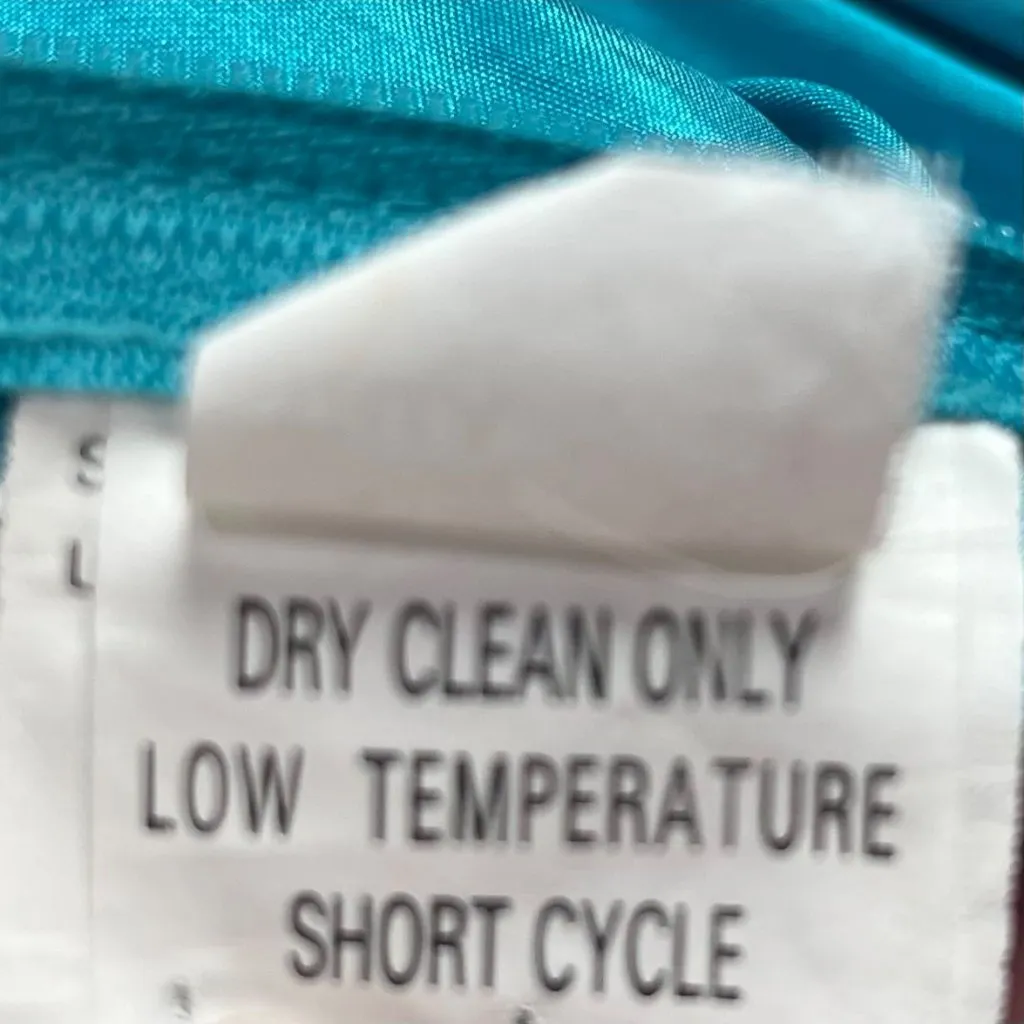 S
L
DRY CLEAN ONLY
LOW TEMPERATURE
SHORT CYCLE